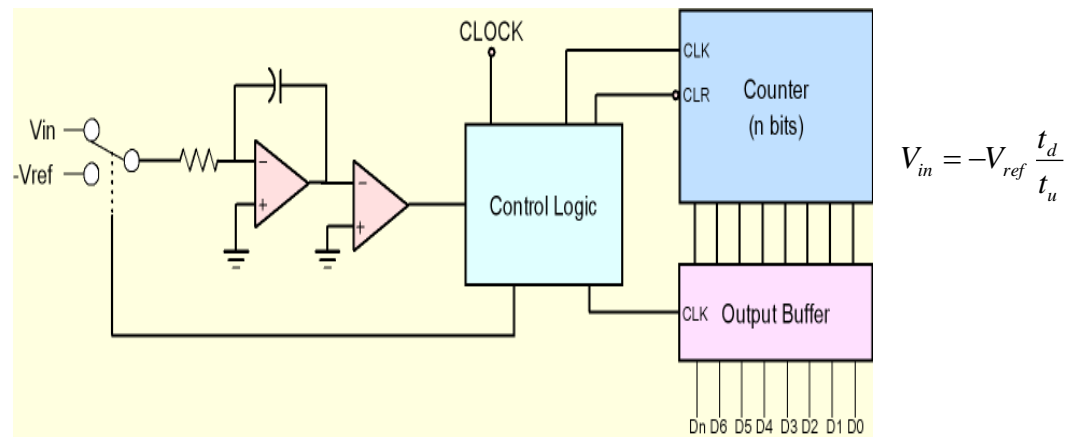 CLOCK
Vin
-Vref
-
+
-
+
Control Logic
CLK
CLR
Counter
(n bits)
CLK Output Buffer
Dn D6 D5 D4 D3 D2 D1 D0
V_in = -V_ref t_d / t_u